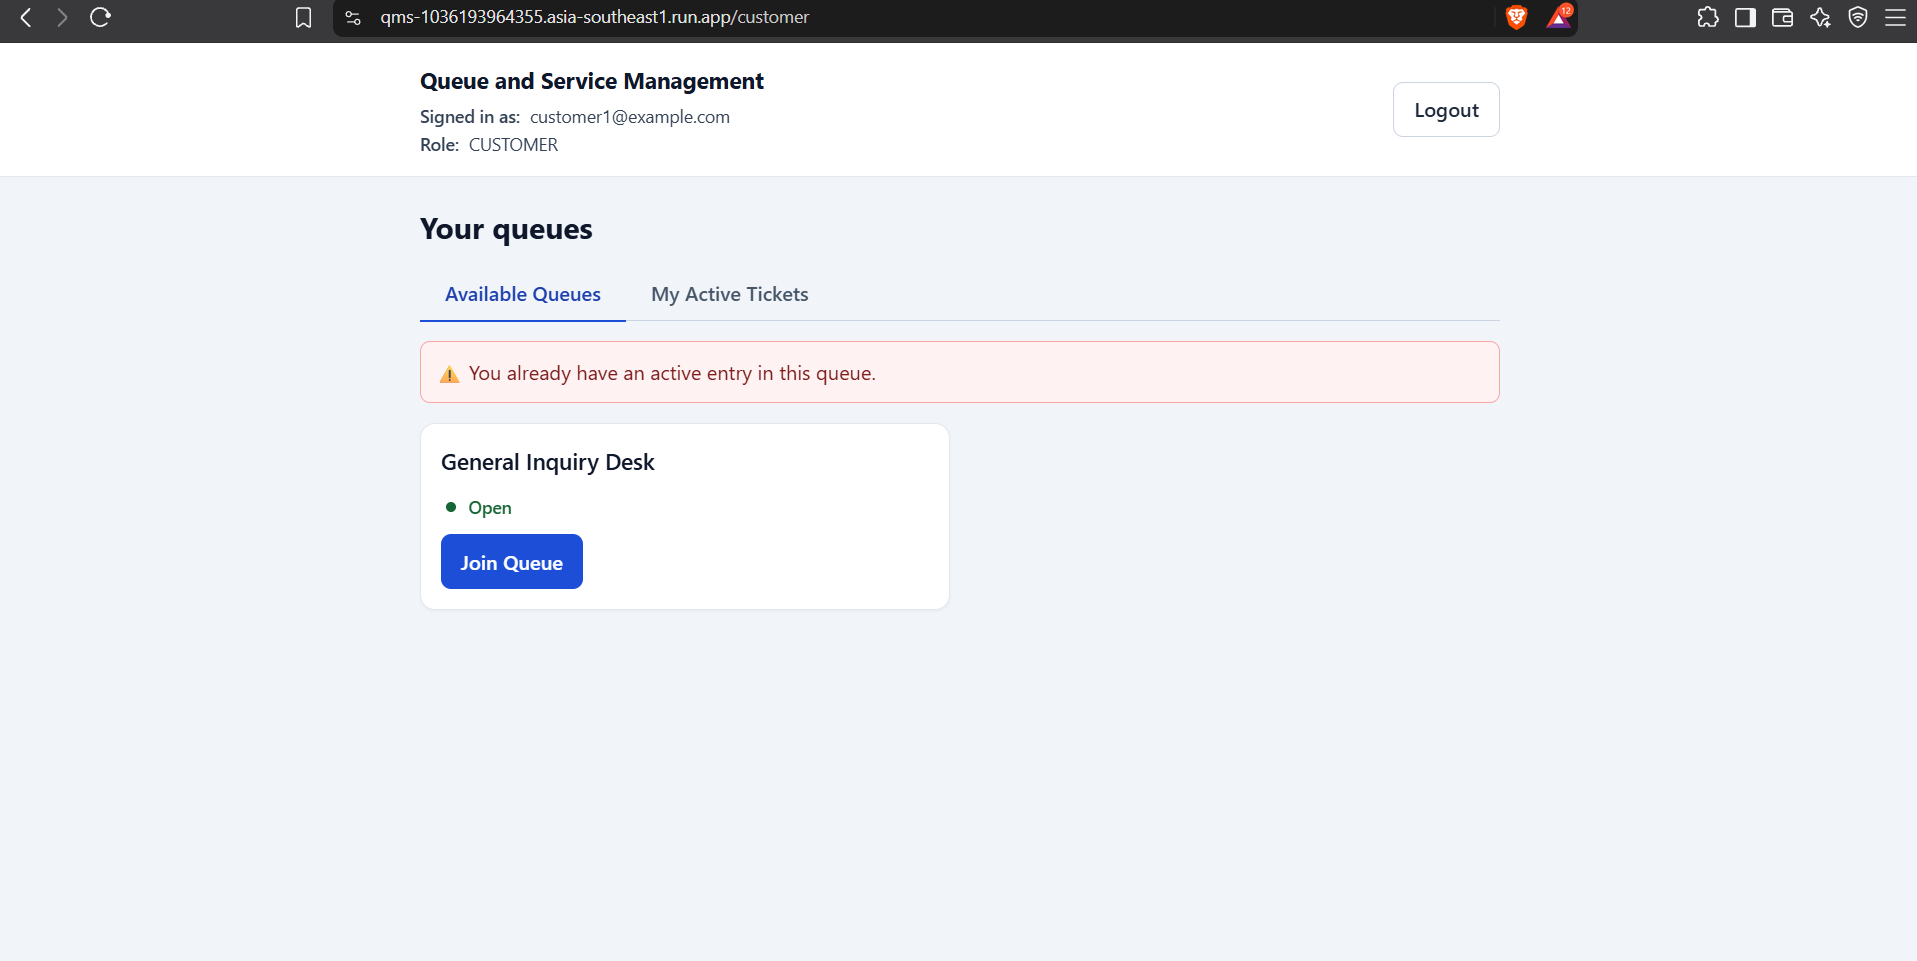 qms-1036193964355.asia-southeast1.run.app/customer
12
Queue and Service Management
Signed in as: customer1@example.com
Role: CUSTOMER
Logout
Your queues
Available Queues
My Active Tickets
You already have an active entry in this queue.
General Inquiry Desk
Open
Join Queue